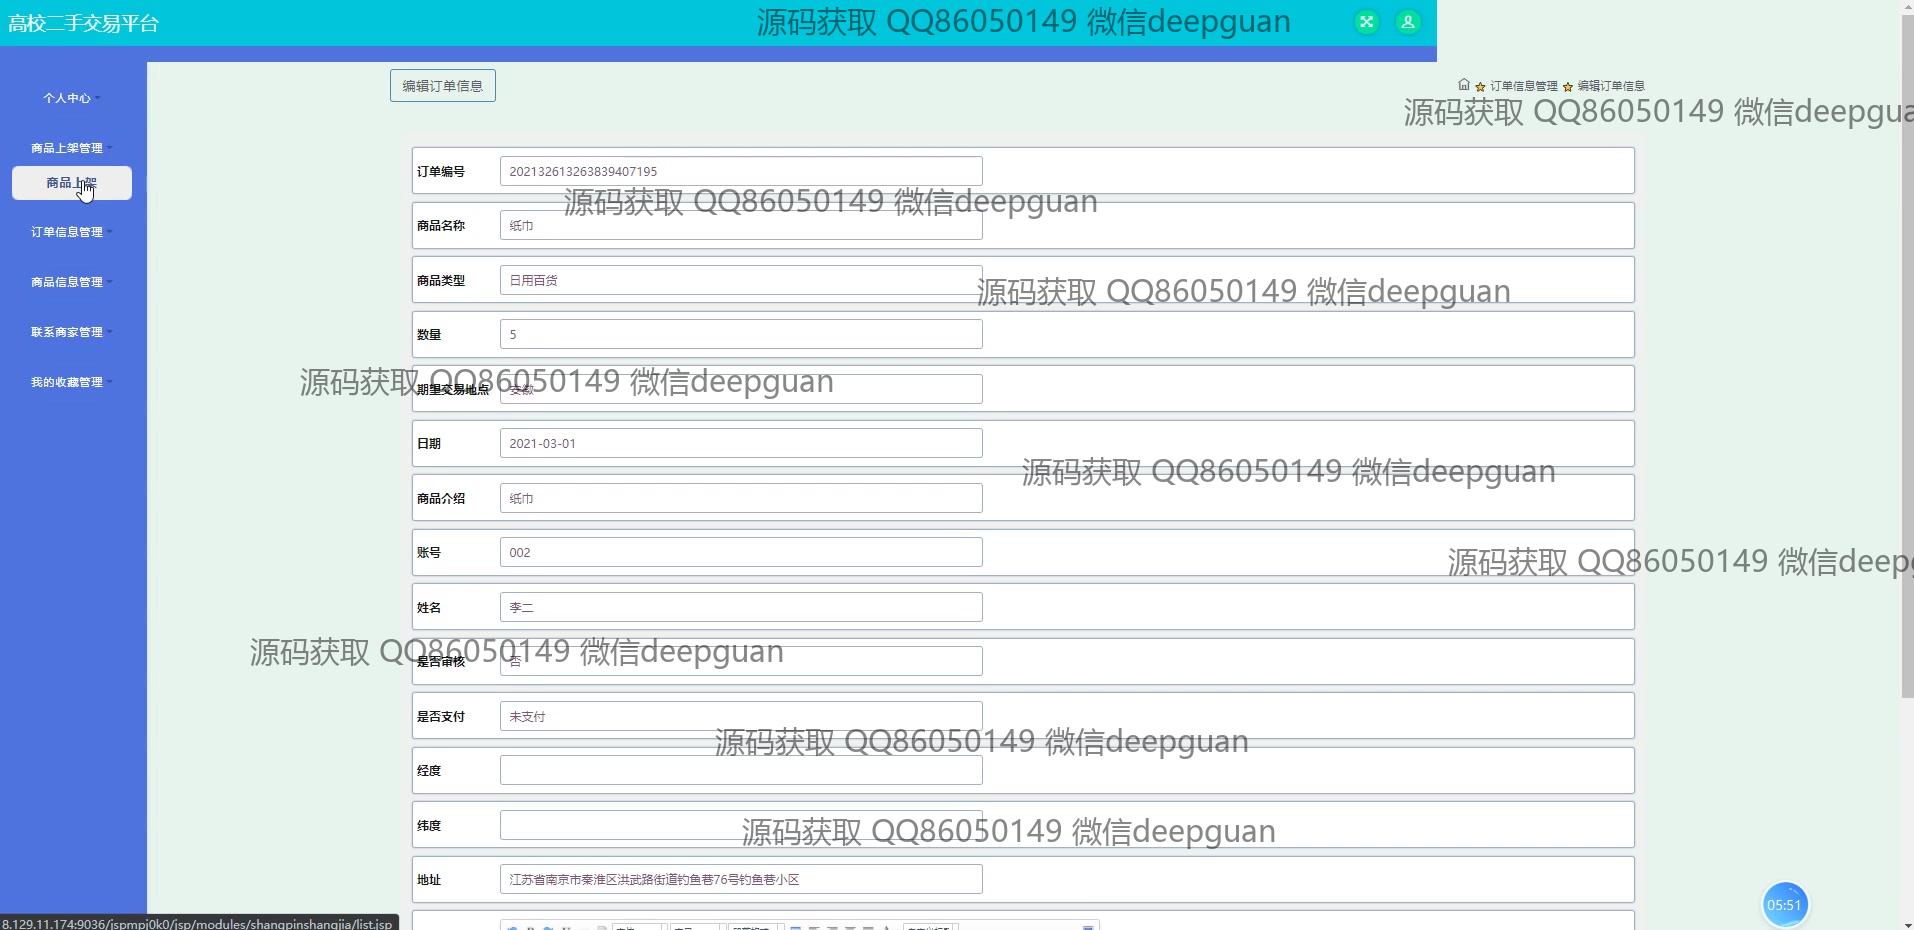 高校二手交易平台
源码获取 QQ86050149 微信deepguan
个人中心
商品上架管理
商品上架
订单信息管理
商品信息管理
联系商家管理
我的收藏管理
编辑订单信息
订单信息管理 编辑订单信息
源码获取 QQ86050149 微信deepgua
订单编号 202132613263839407195
源码获取 QQ86050149 微信deepguan
商品名称 纸巾
商品类型 日用百货
源码获取 QQ86050149 微信deepguan
数量 5
源码获取 QQ86050149 微信deepguan
期望交易地点 安徽
日期 2021-03-01
源码获取 QQ86050149 微信deepguan
商品介绍 纸巾
账号 002
源码获取 QQ86050149 微信deepg
姓名 李二
源码获取 QQ86050149 微信deepguan
是否审核 否
是否支付 未支付
源码获取 QQ86050149 微信deepguan
经度
纬度
源码获取 QQ86050149 微信deepguan
地址 江苏省南京市秦淮区洪武路街道钓鱼巷76号钓鱼巷小区
05:51
8.129.11.174:9036/jspmpj0k0/jsp/modules/shangpinshangjia/list.jsp